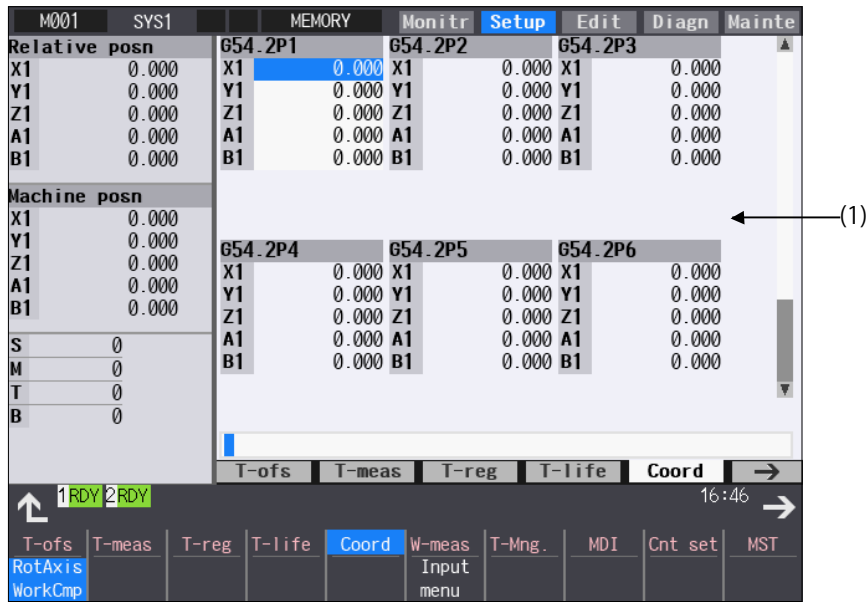 M001 SYS1 MEMORY Monitr Setup Edit Diagn Mainte
Relative posn
X1 0.000
Y1 0.000
Z1 0.000
A1 0.000
B1 0.000
Machine posn
X1 0.000
Y1 0.000
Z1 0.000
A1 0.000
B1 0.000
S 0
M 0
T 0
B 0
G54.2P1 G54.2P2 G54.2P3
X1 0.000 X1 0.000 X1 0.000
Y1 0.000 Y1 0.000 Y1 0.000
Z1 0.000 Z1 0.000 Z1 0.000
A1 0.000 A1 0.000 A1 0.000
B1 0.000 B1 0.000 B1 0.000
(1)
G54.2P4 G54.2P5 G54.2P6
X1 0.000 X1 0.000 X1 0.000
Y1 0.000 Y1 0.000 Y1 0.000
Z1 0.000 Z1 0.000 Z1 0.000
A1 0.000 A1 0.000 A1 0.000
B1 0.000 B1 0.000 B1 0.000
T-ofs T-meas T-reg T-life Coord →
1 RDY 2 RDY 16:46
T-ofs T-meas T-reg T-life Coord W-meas T-Mng. MDI Cnt set MST
RotAxis Input
WorkCmp menu